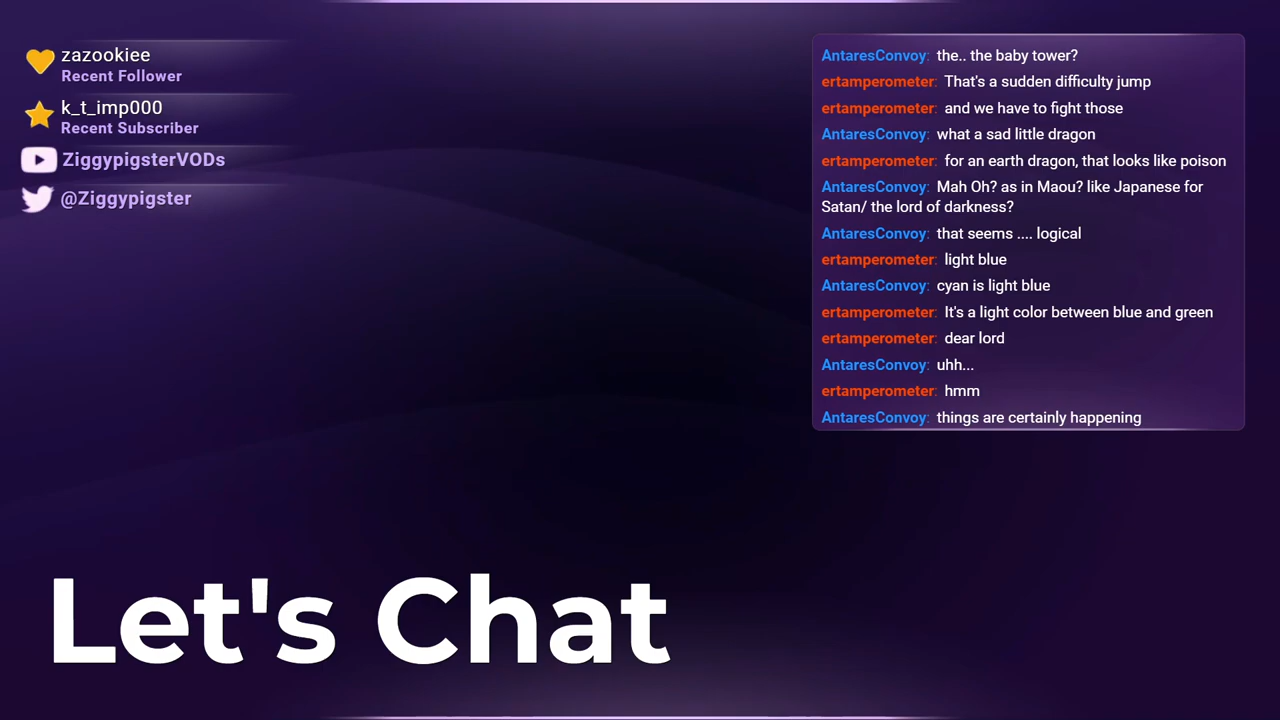 zazookiee
Recent Follower
k_t_imp000
Recent Subscriber
ZiggypigsterVODs
@Ziggypigster
AntaresConvoy: the.. the baby tower?
ertamperometer: That's a sudden difficulty jump
ertamperometer: and we have to fight those
AntaresConvoy: what a sad little dragon
ertamperometer: for an earth dragon, that looks like poison
AntaresConvoy: Mah Oh? as in Maou? like Japanese for
Satan/ the lord of darkness?
AntaresConvoy: that seems .... logical
ertamperometer: light blue
AntaresConvoy: cyan is light blue
ertamperometer: It's a light color between blue and green
ertamperometer: dear lord
AntaresConvoy: uhh...
ertamperometer: hmm
AntaresConvoy: things are certainly happening
Let's Chat